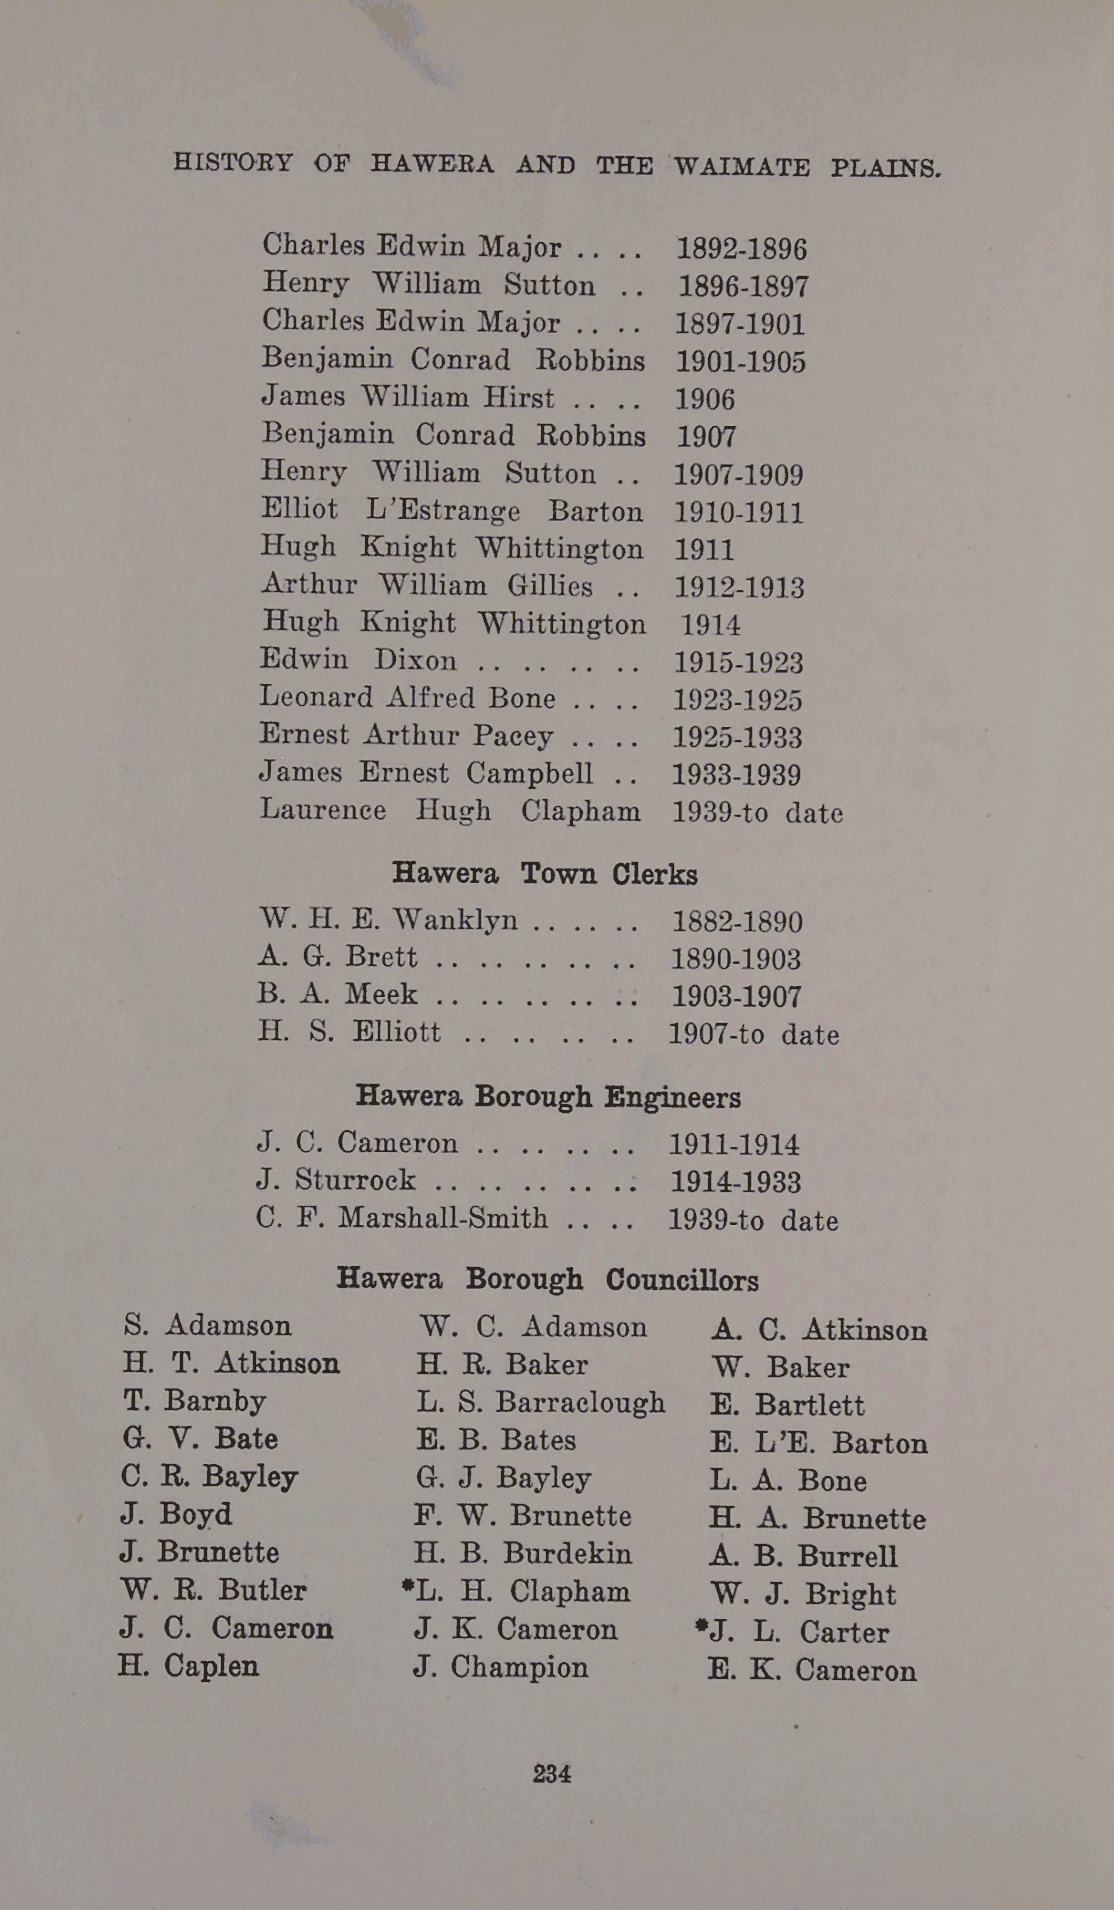 HISTORY OF HAWERA AND THE WAIMATE PLAINS.
Charles Edwin Major .. .. 1892-1896
Henry William Sutton .. 1896-1897
Charles Edwin Major .. .. 1897-1901
Benjamin Conrad Robbins 1901-1905
James William Hirst .. .. 1906
Benjamin Conrad Robbins 1907
Henry William Sutton .. 1907-1909
Elliot L'Estrange Barton 1910-1911
Hugh Knight Whittington 1911
Arthur William Gillies .. 1912-1913
Hugh Knight Whittington 1914
Edwin Dixon .. .. .. .. 1915-1923
Leonard Alfred Bone .. .. 1923-1925
Ernest Arthur Pacey .. .. 1925-1933
James Ernest Campbell .. 1933-1939
Laurence Hugh Clapham 1939-to date
Hawera Town Clerks
W. H. E. Wanklyn .. .. .. 1882-1890
A. G. Brett .. .. .. .. .. 1890-1903
B. A. Meek .. .. .. .. .. 1903-1907
H. S. Elliott .. .. .. .. 1907-to date
Hawera Borough Engineers
J. C. Cameron .. .. .. .. 1911-1914
J. Sturrock .. .. .. .. .. 1914-1933
C. F. Marshall-Smith .. .. 1939-to date
Hawera Borough Councillors
S. Adamson W. C. Adamson A. C. Atkinson
H. T. Atkinson H. R. Baker W. Baker
T. Barnby L. S. Barraclough E. Bartlett
G. V. Bate E. B. Bates E. L'E. Barton
C. R. Bayley G. J. Bayley L. A. Bone
J. Boyd F. W. Brunette H. A. Brunette
J. Brunette H. B. Burdekin A. B. Burrell
W. R. Butler *L. H. Clapham W. J. Bright
J. C. Cameron J. K. Cameron *J. L. Carter
H. Caplen J. Champion E. K. Cameron
234